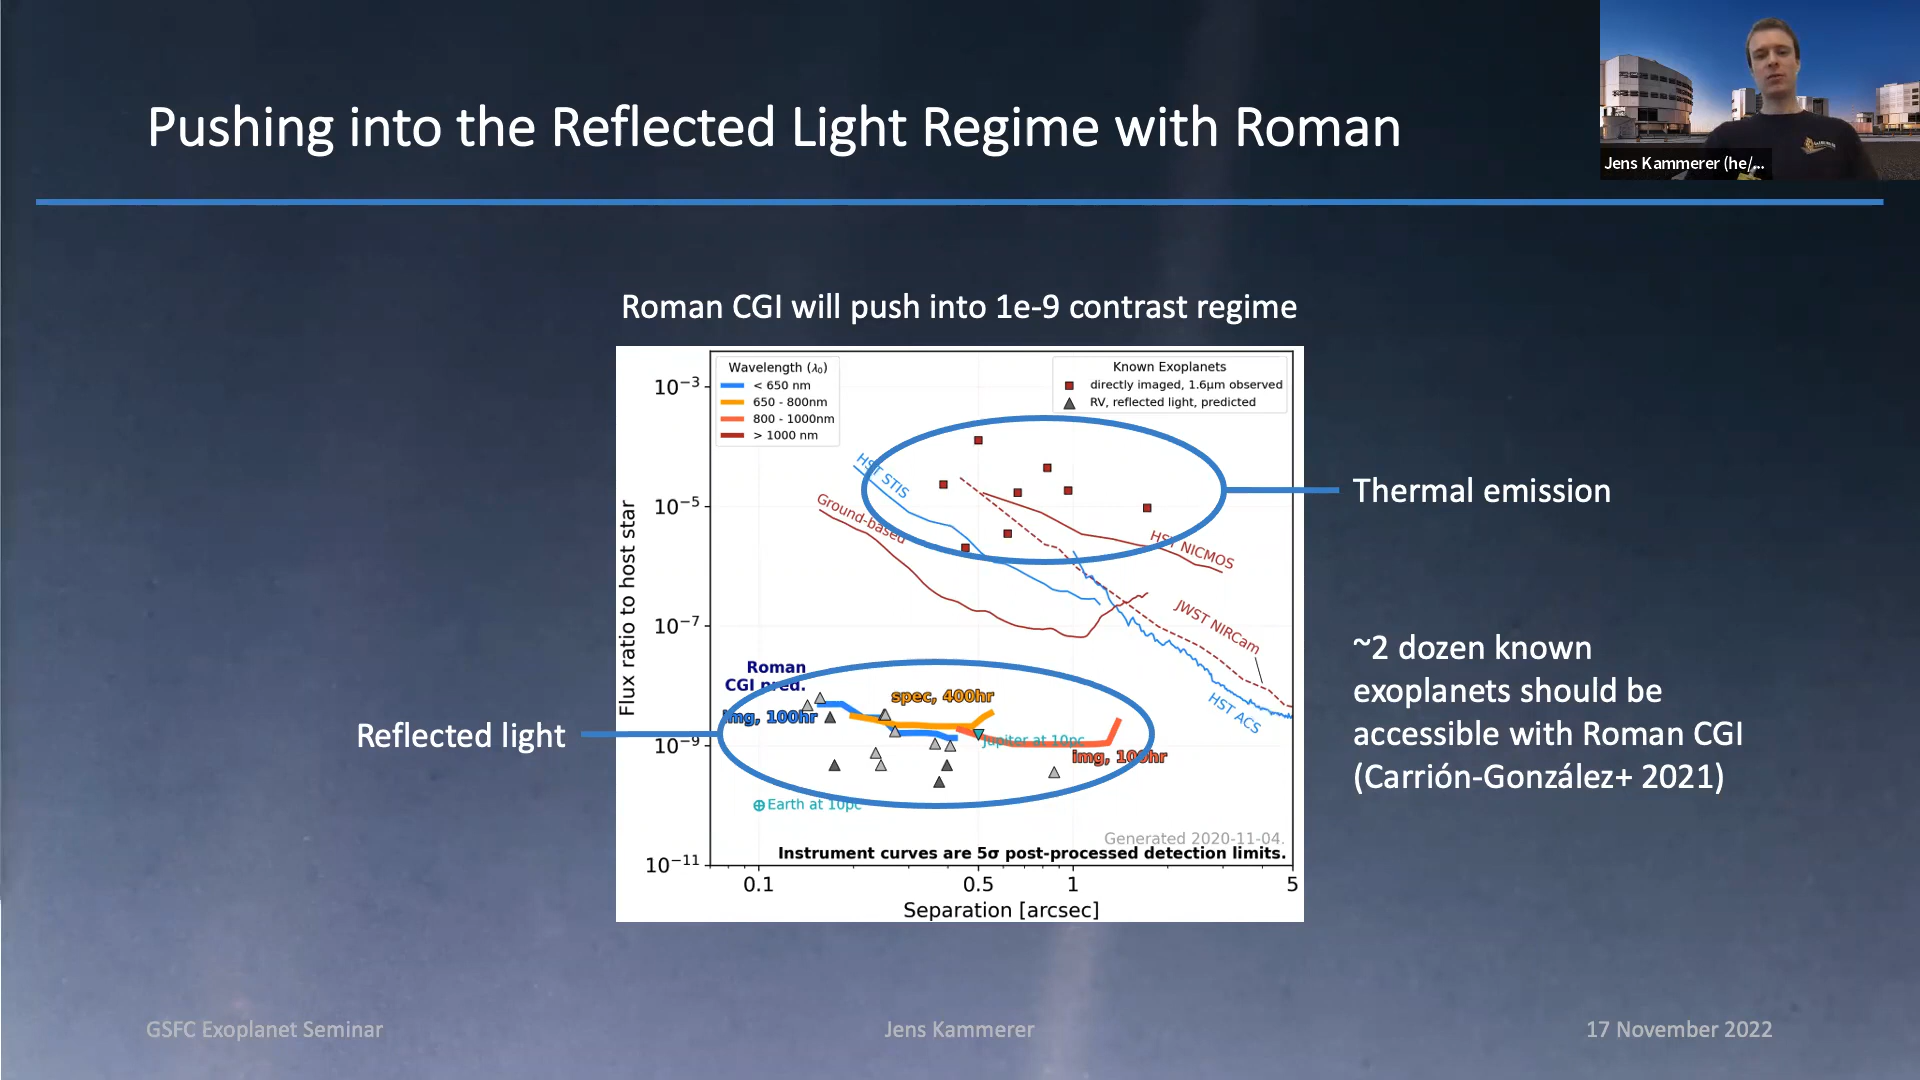 Pushing into the Reflected Light Regime with Roman
Jens Kammerer (he/...
Roman CGI will push into 1e-9 contrast regime
Wavelength (λ₀)
< 650 nm
650 - 800nm
800 - 1000nm
> 1000 nm
Known Exoplanets
directly imaged, 1.6μm observed
RV, reflected light, predicted
Flux ratio to host star
10⁻³
10⁻⁵
10⁻⁷
10⁻⁹
10⁻¹¹
HST STIS
Ground-based
HST NICMOS
JWST NIRCam
HST ACS
Roman
CGI pred.
img, 100hr
spec, 400hr
Jupiter at 10pc
img, 100hr
Earth at 10pc
Generated 2020-11-04.
Instrument curves are 5σ post-processed detection limits.
0.1 0.5 1 5
Separation [arcsec]
Thermal emission
Reflected light
~2 dozen known
exoplanets should be
accessible with Roman CGI
(Carrión-González+ 2021)
GSFC Exoplanet Seminar
Jens Kammerer
17 November 2022